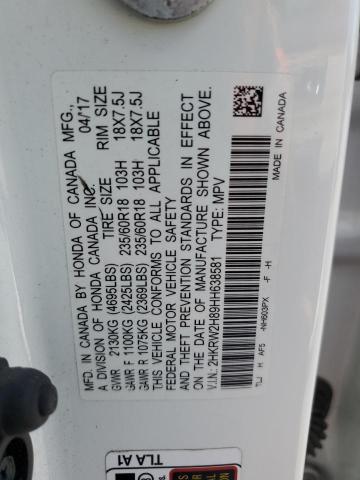 MFD. IN CANADA BY HONDA OF CANADA MFG.,
A DIVISION OF HONDA CANADA INC. 04/17
TIRE SIZE RIM SIZE
GVWR 2130KG (4695LBS)
GAWR F 1100KG (2425LBS) 235/60R18 103H 18X7.5J
GAWR R 1075KG (2369LBS) 235/60R18 103H 18X7.5J
THIS VEHICLE CONFORMS TO ALL APPLICABLE
FEDERAL MOTOR VEHICLE SAFETY
AND THEFT PREVENTION STANDARDS IN EFFECT
ON THE DATE OF MANUFACTURE SHOWN ABOVE.
V.I.N.: 2HKRW2H89HH638581 TYPE: MPV
TLJ H AF5 -NH603PX -F -H
MADE IN CANADA
TLA A1